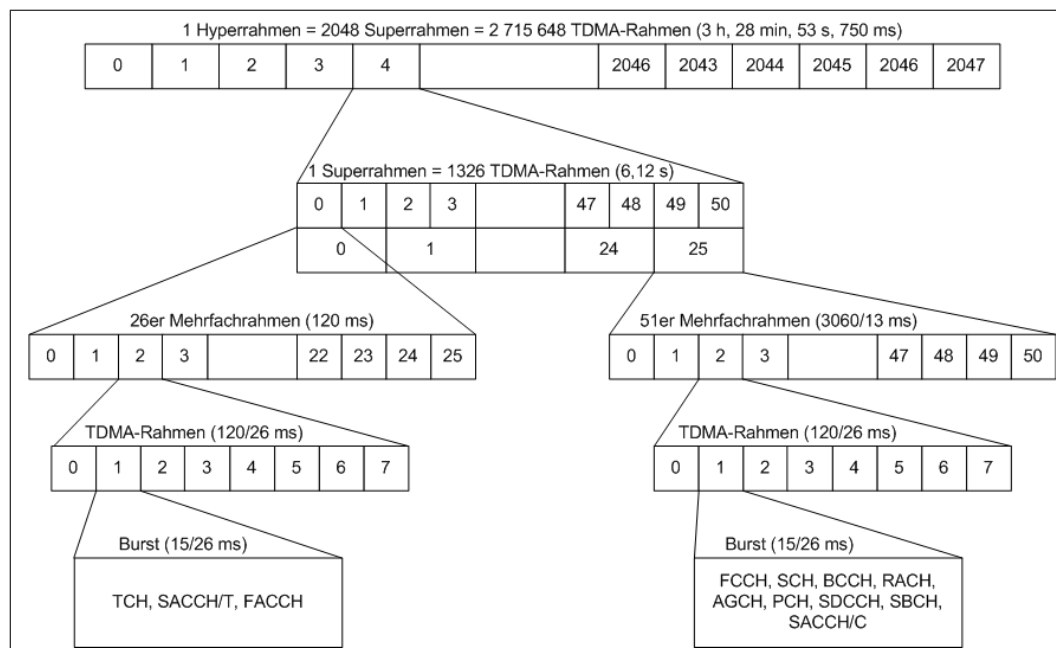 1 Hyperrahmen = 2048 Superrahmen = 2 715 648 TDMA-Rahmen (3 h, 28 min, 53 s, 750 ms)
0 1 2 3 4 2046 2043 2044 2045 2046 2047
1 Superrahmen = 1326 TDMA-Rahmen (6,12 s)
0 1 2 3 47 48 49 50
0 1 24 25
26er Mehrfachrahmen (120 ms)
0 1 2 3 22 23 24 25
51er Mehrfachrahmen (3060/13 ms)
0 1 2 3 47 48 49 50
TDMA-Rahmen (120/26 ms)
0 1 2 3 4 5 6 7
TDMA-Rahmen (120/26 ms)
0 1 2 3 4 5 6 7
Burst (15/26 ms)
TCH, SACCH/T, FACCH
Burst (15/26 ms)
FCCH, SCH, BCCH, RACH,
AGCH, PCH, SDCCH, SBCH,
SACCH/C